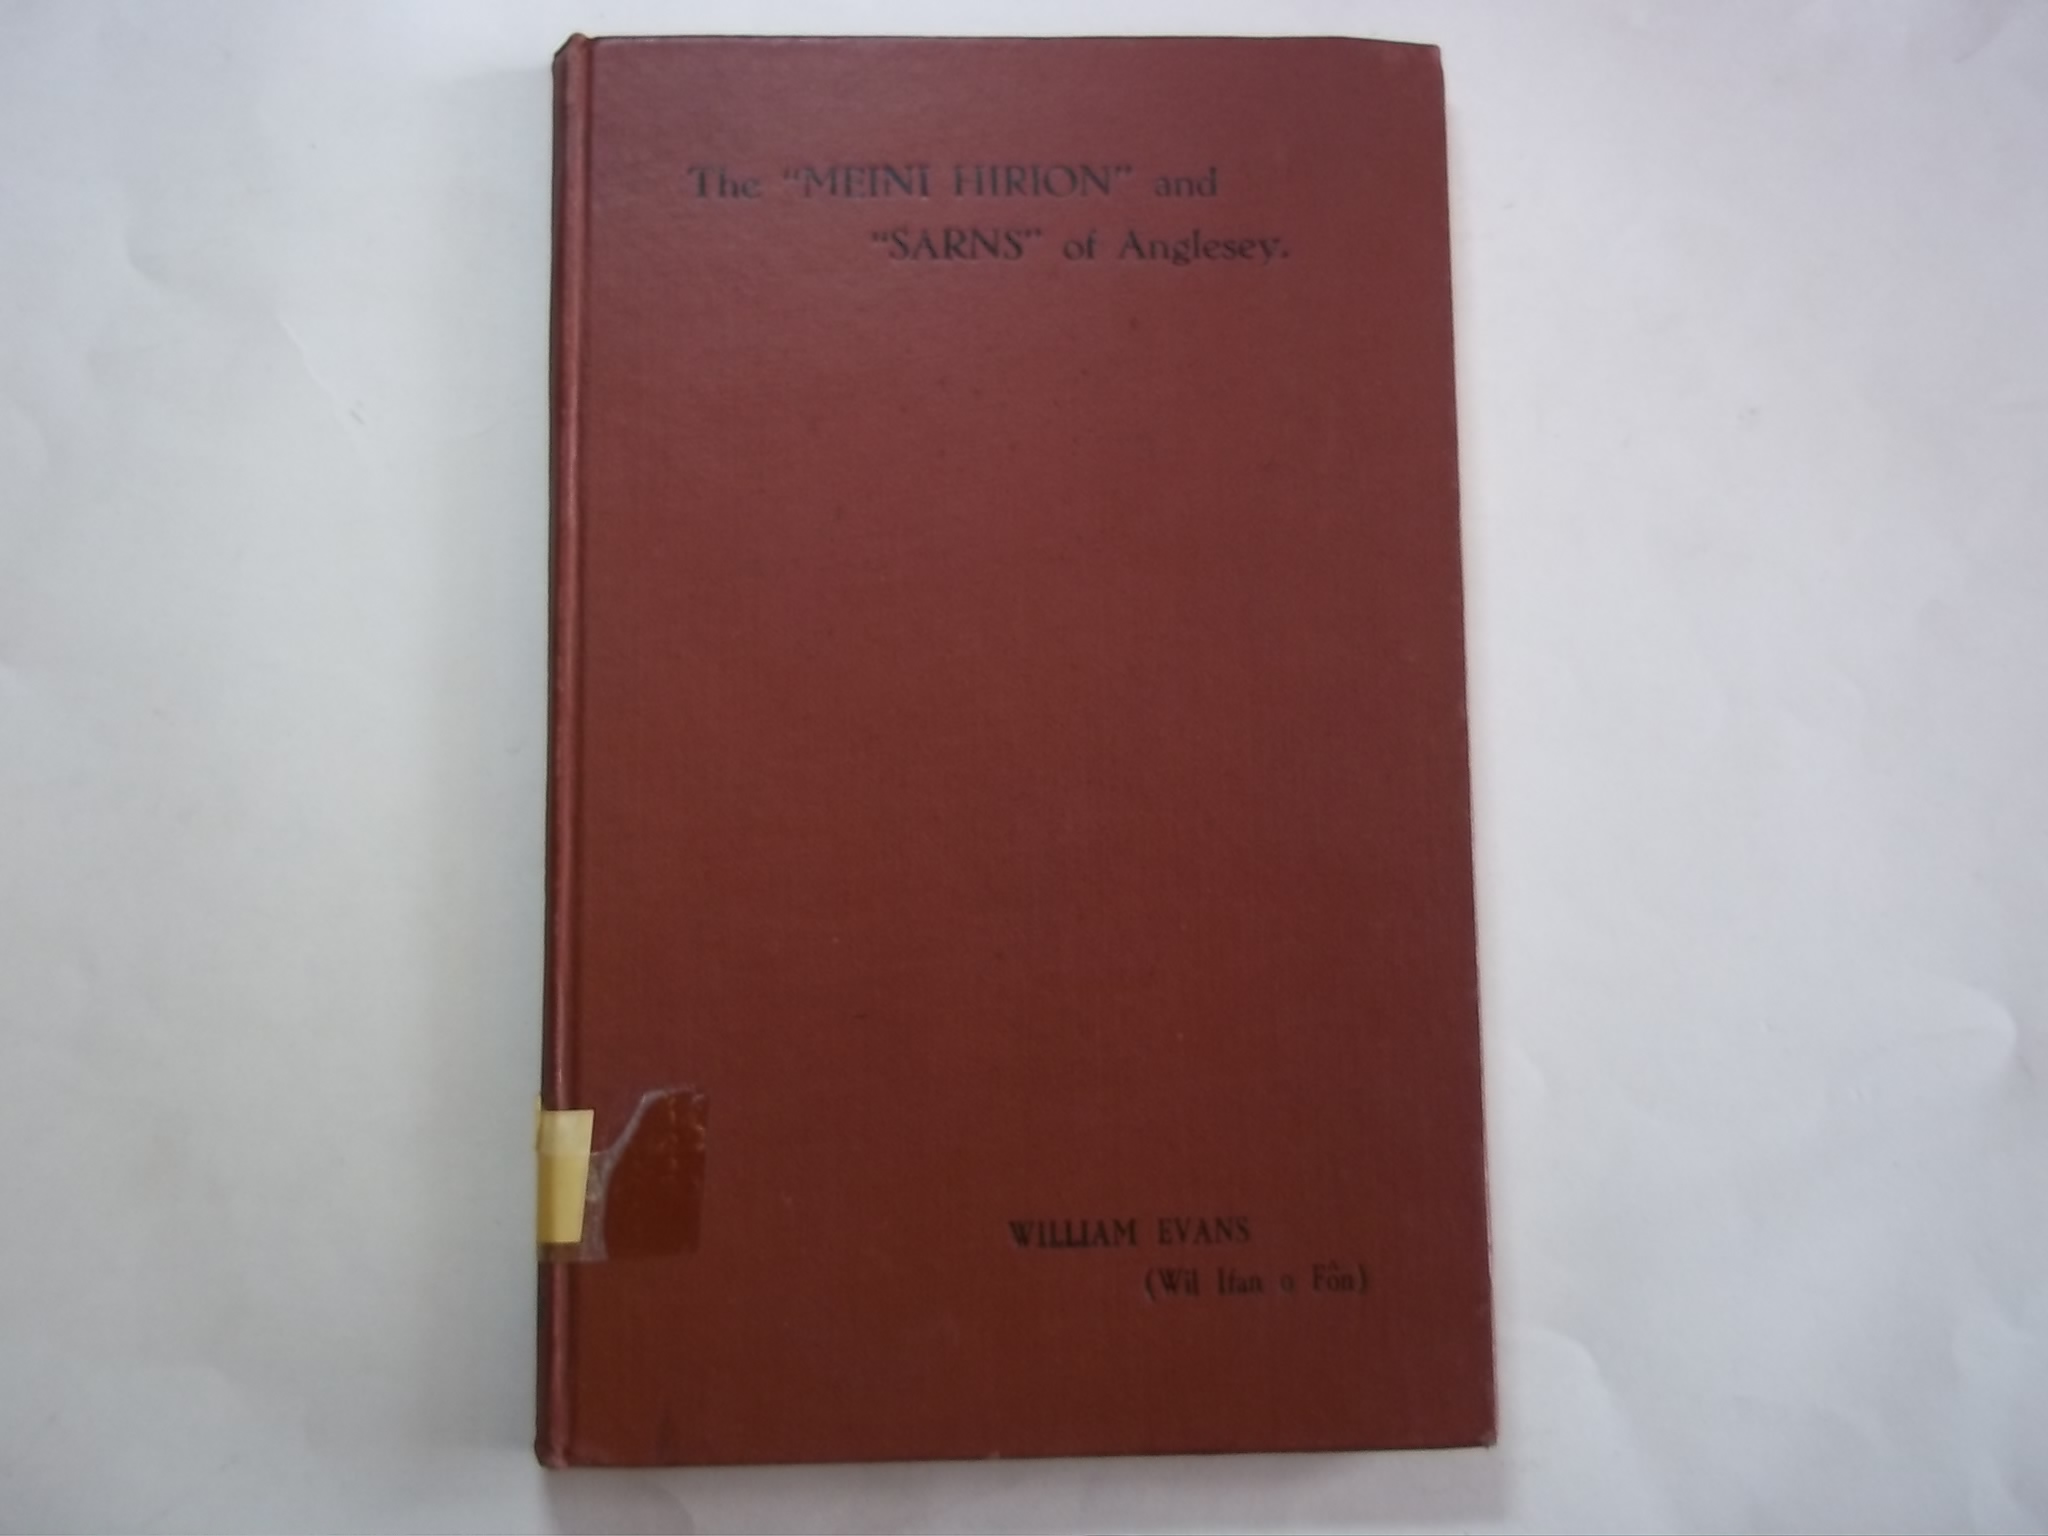 The “MEINI HIRION” and
“SARNS” of Anglesey.
WILLIAM EVANS
(Wil Ifan o Fôn)